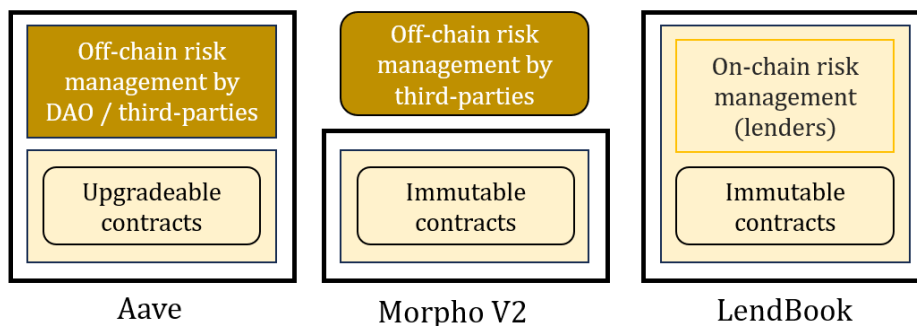 Off-chain risk
management by
DAO / third-parties
Upgradeable
contracts
Aave
Off-chain risk
management by
third-parties
Immutable
contracts
Morpho V2
On-chain risk
management
(lenders)
Immutable
contracts
LendBook